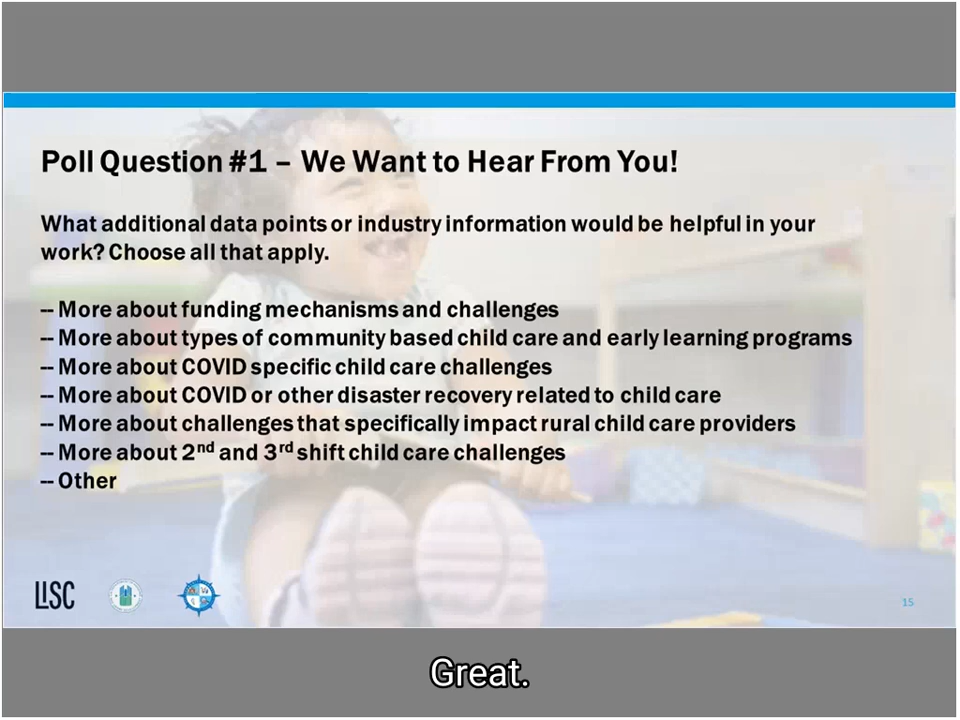 Poll Question #1 – We Want to Hear From You!
What additional data points or industry information would be helpful in your
work? Choose all that apply.
-- More about funding mechanisms and challenges
-- More about types of community based child care and early learning programs
-- More about COVID specific child care challenges
-- More about COVID or other disaster recovery related to child care
-- More about challenges that specifically impact rural child care providers
-- More about 2nd and 3rd shift child care challenges
-- Other
LISC
15
Great.